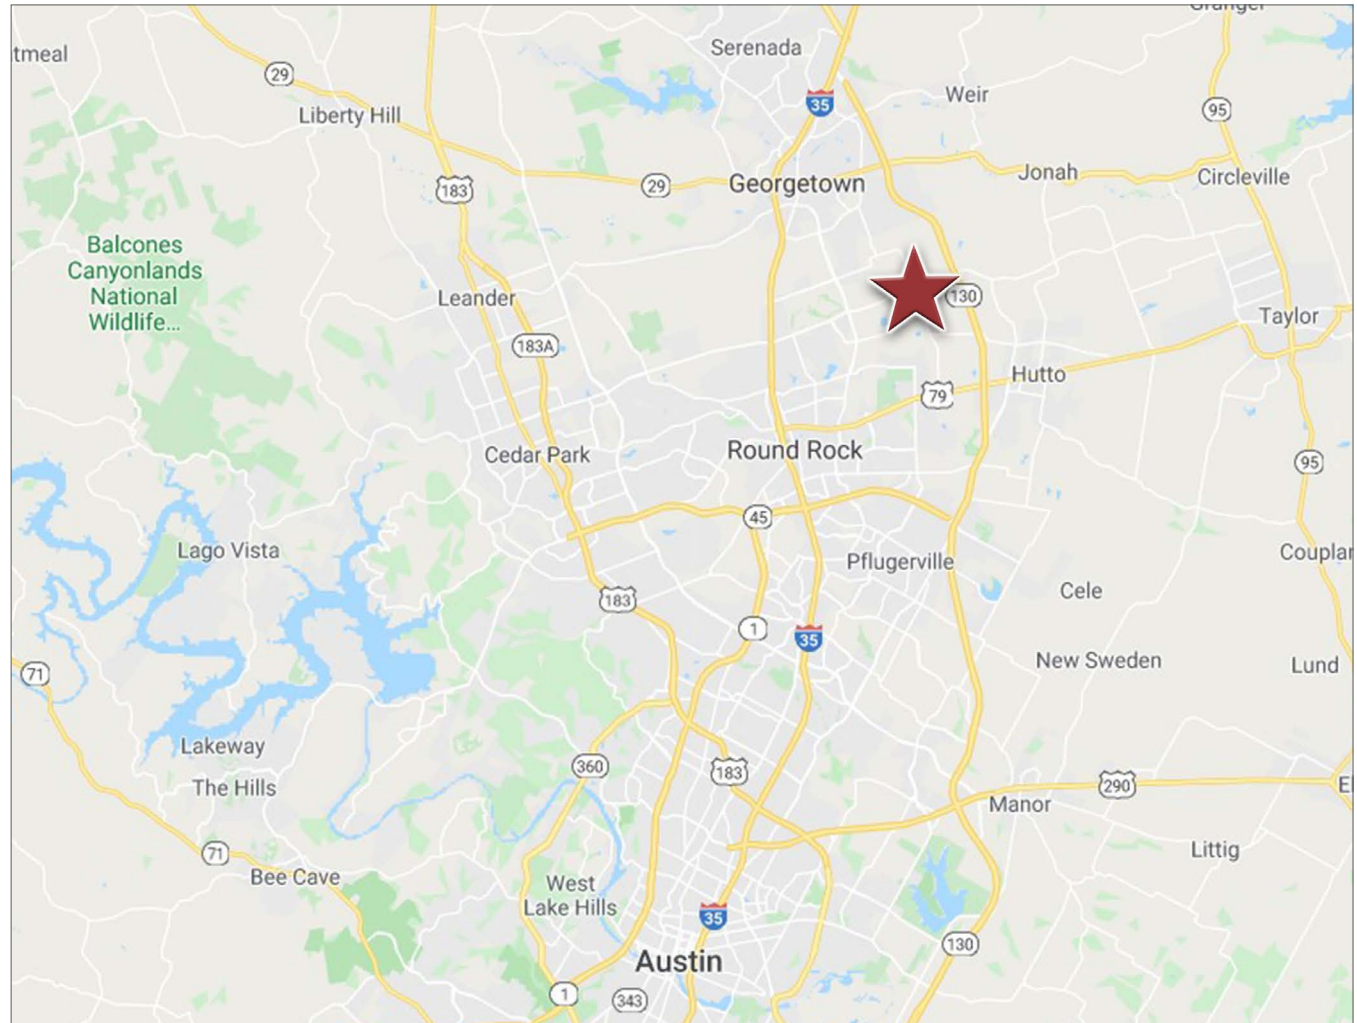 Granger
tmeal
Serenada
29
35
Weir
95
Liberty Hill
183
29
Georgetown
Jonah
Circleville
Balcones
Canyonlands
National
Wildlife...
Leander
130
Taylor
183A
Hutto
79
Cedar Park
Round Rock
95
45
Lago Vista
Pflugerville
Couplan
Cele
183
1
35
New Sweden
Lund
71
Lakeway
The Hills
360
183
290
Manor
El
71
Bee Cave
Littig
West
Lake Hills
35
130
Austin
1
343